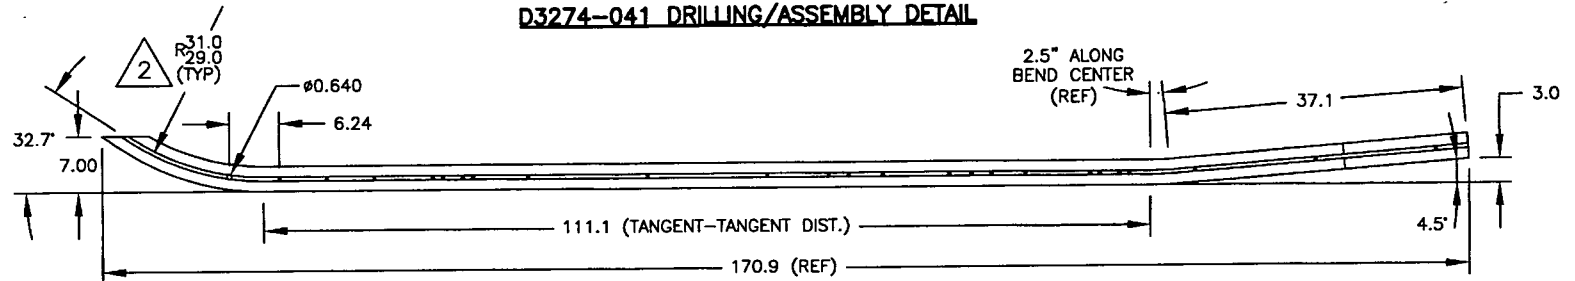 D3274-041 DRILLING/ASSEMBLY DETAIL
2
R31.0
29.0
(TYP)
ø0.640
2.5" ALONG
BEND CENTER
(REF)
37.1
3.0
6.24
32.7°
7.00
111.1 (TANGENT-TANGENT DIST.)
4.5°
170.9 (REF)